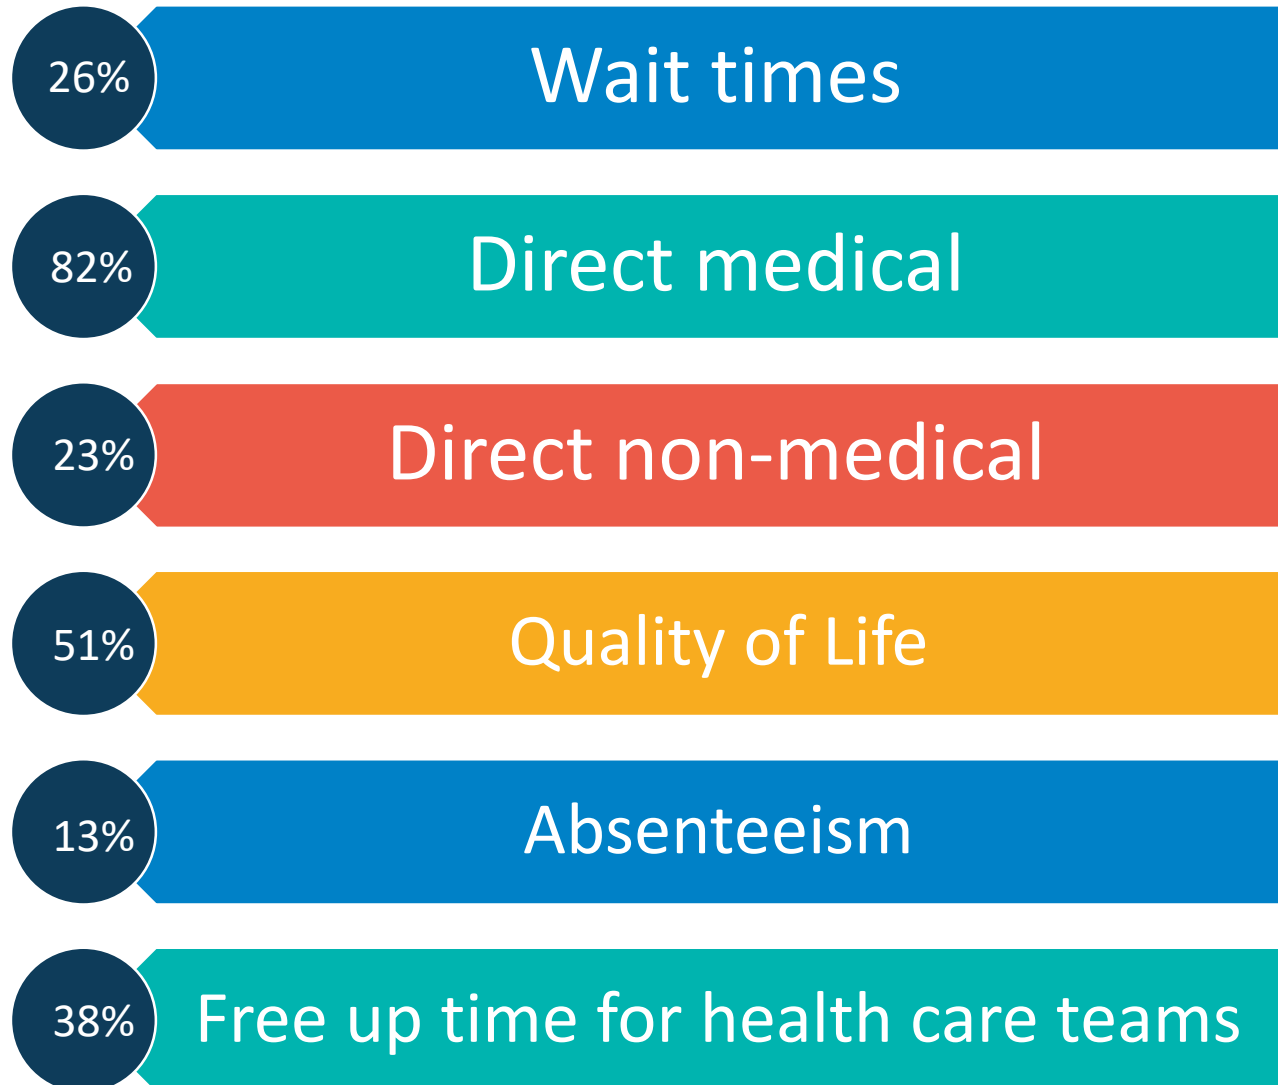 26%
Wait times
82%
Direct medical
23%
Direct non-medical
51%
Quality of Life
13%
Absenteeism
38%
Free up time for health care teams